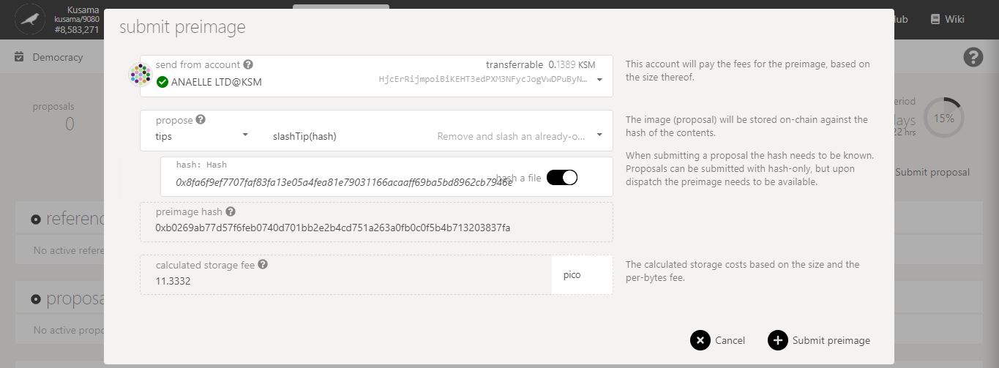 Kusama
kusama/9080
#8,583,271
Wiki
Democracy
submit preimage
send from account
transferrable 0.1389 KSM
ANAELLE LTD@KSM
HjcErRijmpoiBiKEHT3edPXM3NFycJogVwDPuByN...
This account will pay the fees for the preimage, based on
the size thereof.
proposals
0
15%
22 hrs
propose
tips
slashTip(hash)
Remove and slash an already-o...
The image (proposal) will be stored on-chain against the
hash of the contents.
When submitting a proposal the hash needs to be known.
Proposals can be submitted with hash-only, but upon
dispatch the preimage needs to be available.
hash: Hash
0x8fa6f9ef7707faf83fa13e05a4fea81e79031166acaaff69ba5bd8962cb7946e
hash a file
Submit proposal
preimage hash
0xb0269ab77d57f6feb0740d701bb2e2b4cd751a263a0fb0c0f5b4b713203837fa
referenc
No active refere
calculated storage fee
11.3332
pico
The calculated storage costs based on the size and the
per-bytes fee.
proposa
No active propo
Cancel
Submit preimage